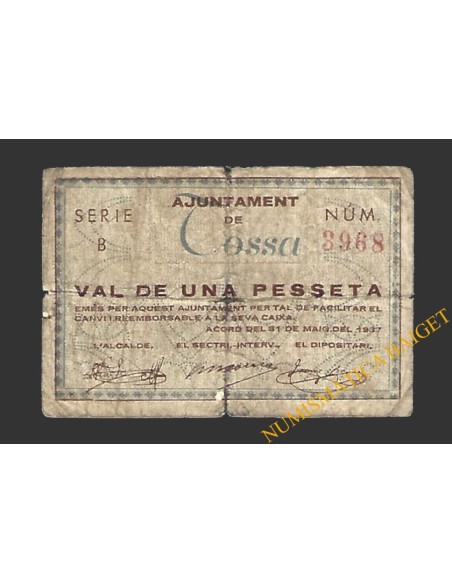 AJUNTAMENT
SERIE DE NÚM.
B Tossa 3968
VAL DE UNA PESSETA
EMÈS PER AQUEST AJUNTAMENT PER TAL DE FACILITAR EL
CANVI I REEMBORSABLE A LA SEVA CAIXA.
ACORD DEL 31 DE MAIG DEL 1937
L'ALCALDE, EL SECTRI.-INTERV., EL DIPOSITARI,
NUMISMATICA BAIGET